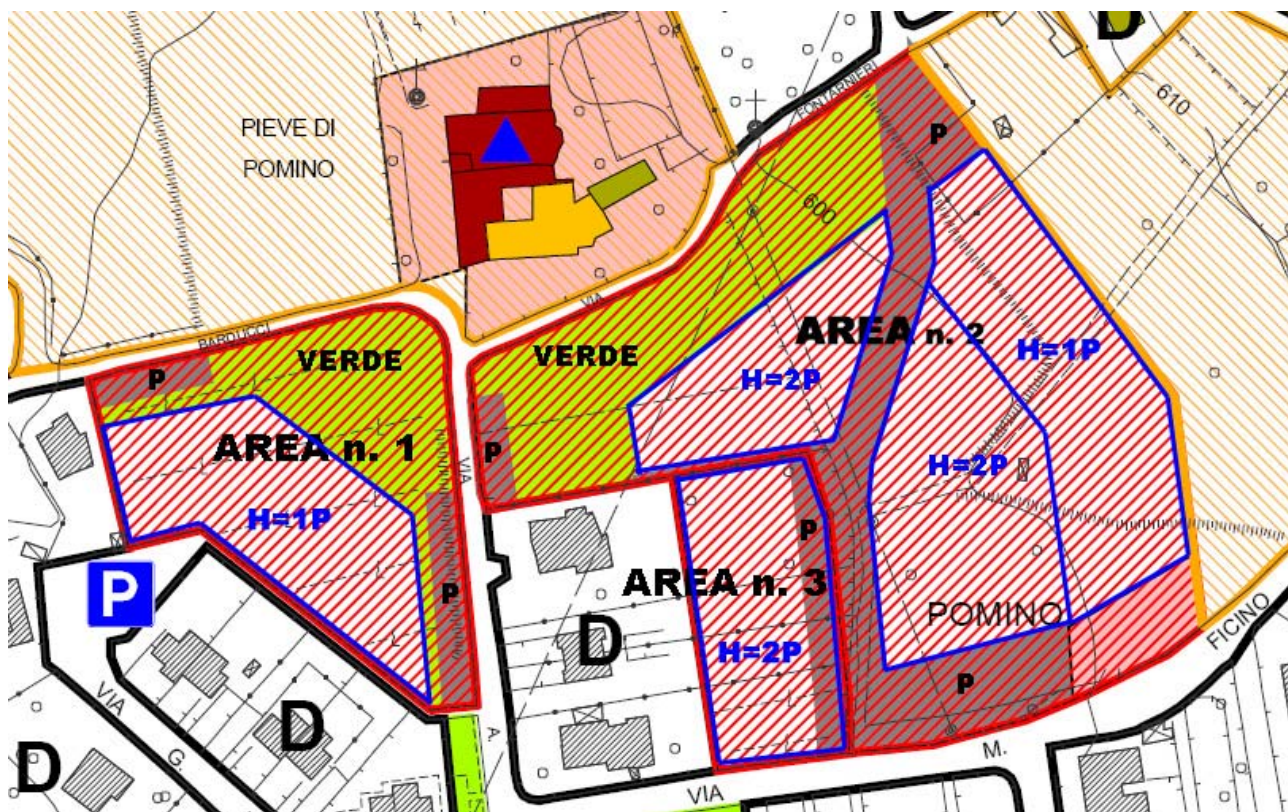 D
610
FONTARNIERI
PIEVE DI
POMINO
P
600
VIA
BARDUCCI
VERDE
VERDE
AREA n. 2
H=1P
P
H=2P
P
AREA n. 1
VIA
H=2P
H=1P
P
P
P
AREA n. 3
D
POMINO
FICINO
H=2P
P
VIA
D
A.
M.
G.
D
VIA